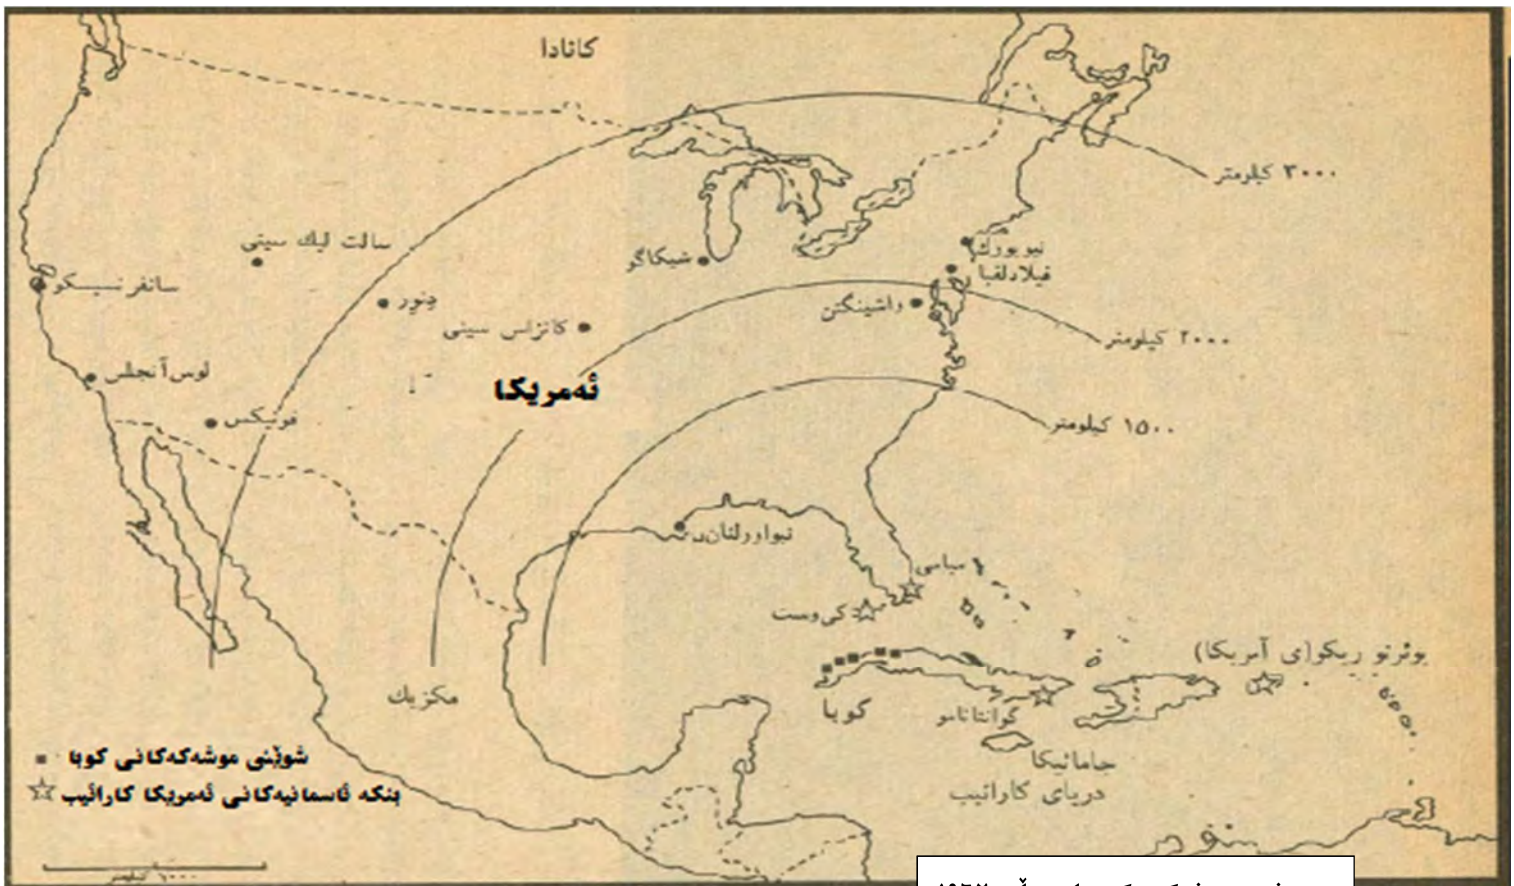 کانادا
۳۰۰۰ کیلومتر
نیویورك
سالت لیك سیتی
شیکاگو
فیلادلفیا
سانفرنسیسکو
دنور
واشینگتن
کانزاس سیتی
۲۰۰۰ کیلومتر
لوس آنجلس
ئەمریکا
فونیکس
۱۵۰۰ کیلومتر
نیواورلئان
میامی
کی وست
پوئرتو ریکو(ی آمریکا)
مکزیك
کوبا
گوانتانامو
شوێنی موشەکەکانی کوبا
جامائیکا
بنکە ئاسمانیەکانی ئەمریکا کارائیب
دریای کارائیب
۱۰۰۰ کیلومتر